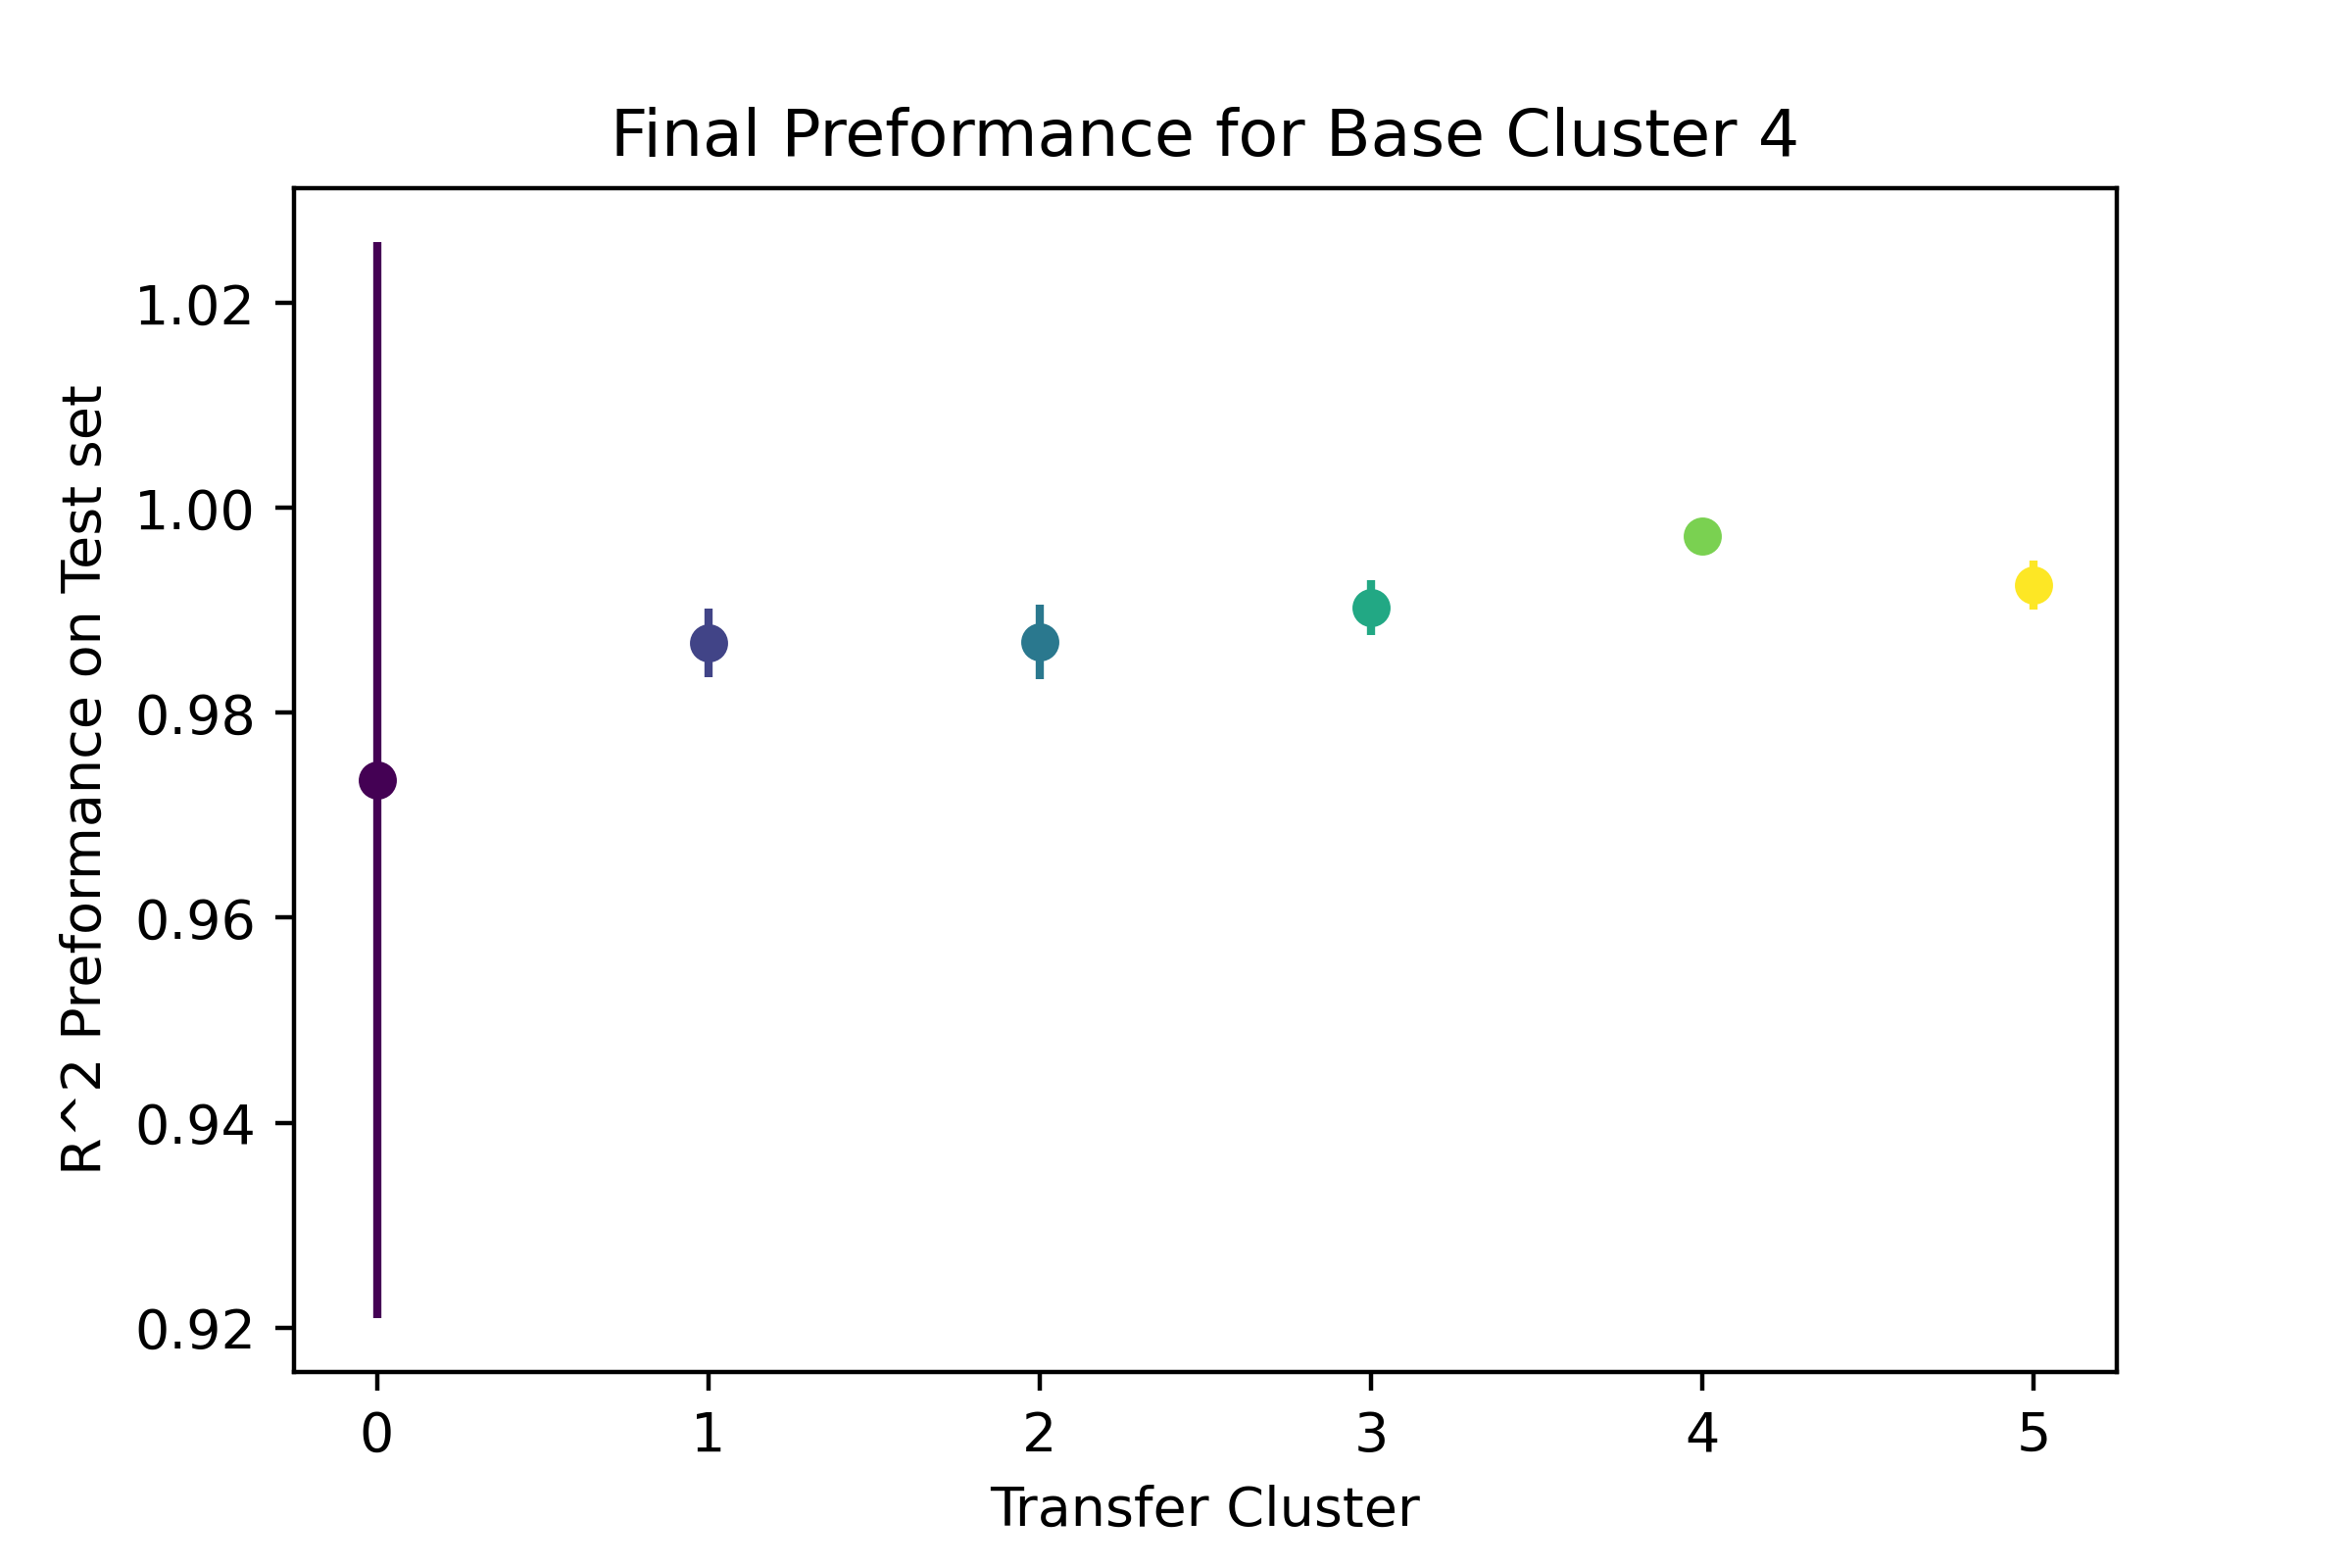 Final Preformance for Base Cluster 4
R^2 Preformance on Test set
1.02
1.00
0.98
0.96
0.94
0.92
0 1 2 3 4 5
Transfer Cluster